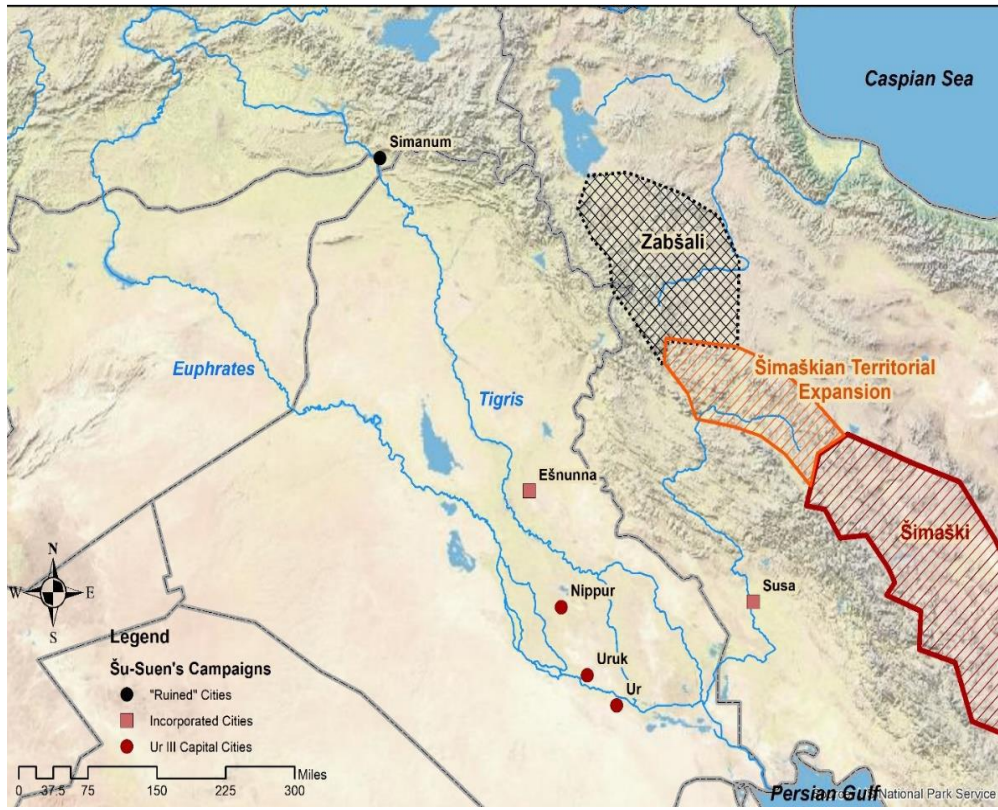 Caspian Sea
Simanum
Zabšali
Šimaškian Territorial
Expansion
Euphrates
Tigris
Ešnunna
Šimaški
N
W E
S
Nippur
Susa
Uruk
Ur
Legend
Šu-Suen's Campaigns
"Ruined" Cities
Incorporated Cities
Ur III Capital Cities
Miles
0 37.5 75 150 225 300
Persian Gulf
National Park Service